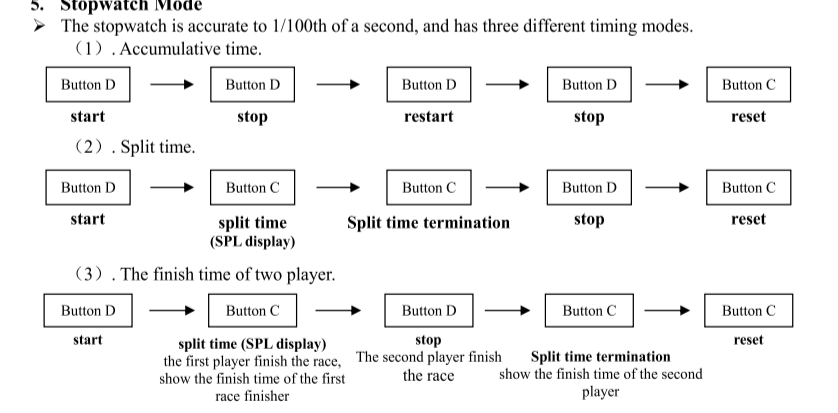 5. Stopwatch Mode
➤ The stopwatch is accurate to 1/100th of a second, and has three different timing modes.
（1）. Accumulative time.
Button D Button D Button D Button D Button C
start stop restart stop reset
（2）. Split time.
Button D Button C Button C Button D Button C
start split time Split time termination stop reset
(SPL display)
（3）. The finish time of two player.
Button D Button C Button D Button C Button C
start split time (SPL display) stop Split time termination reset
the first player finish the race, The second player finish show the finish time of the second
show the finish time of the first the race player
race finisher